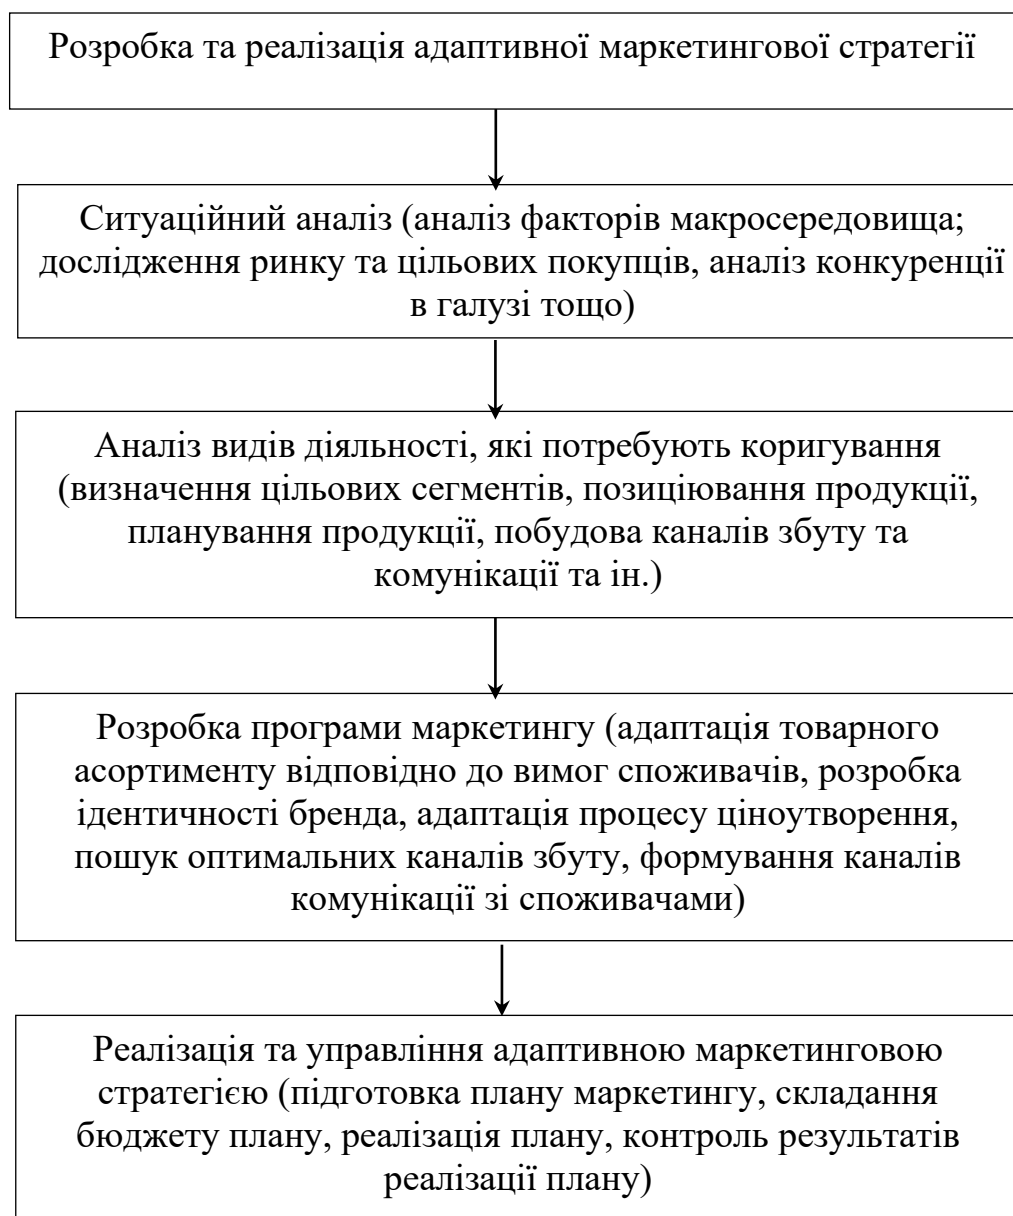 Розробка та реалізація адаптивної маркетингової стратегії
Ситуаційний аналіз (аналіз факторів макросередовища;
дослідження ринку та цільових покупців, аналіз конкуренції
в галузі тощо)
Аналіз видів діяльності, які потребують коригування
(визначення цільових сегментів, позиціювання продукції,
планування продукції, побудова каналів збуту та
комунікації та ін.)
Розробка програми маркетингу (адаптація товарного
асортименту відповідно до вимог споживачів, розробка
ідентичності бренда, адаптація процесу ціноутворення,
пошук оптимальних каналів збуту, формування каналів
комунікації зі споживачами)
Реалізація та управління адаптивною маркетинговою
стратегією (підготовка плану маркетингу, складання
бюджету плану, реалізація плану, контроль результатів
реалізації плану)